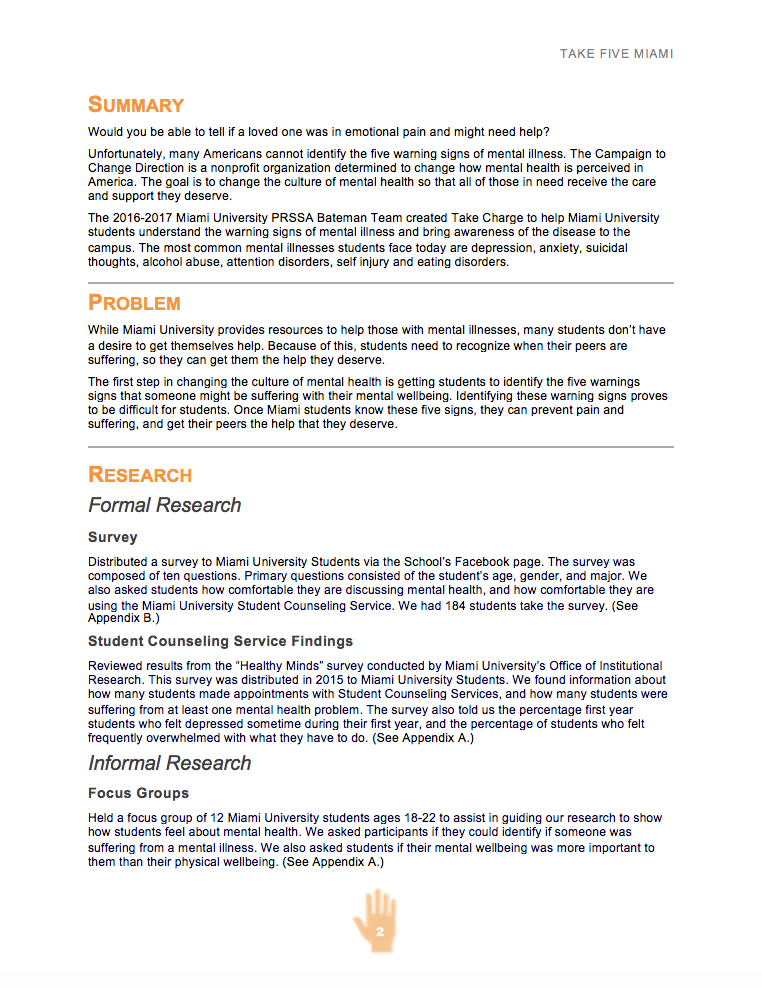 TAKE FIVE MIAMI
SUMMARY
Would you be able to tell if a loved one was in emotional pain and might need help?
Unfortunately, many Americans cannot identify the five warning signs of mental illness. The Campaign to
Change Direction is a nonprofit organization determined to change how mental health is perceived in
America. The goal is to change the culture of mental health so that all of those in need receive the care
and support they deserve.
The 2016-2017 Miami University PRSSA Bateman Team created Take Charge to help Miami University
students understand the warning signs of mental illness and bring awareness of the disease to the
campus. The most common mental illnesses students face today are depression, anxiety, suicidal
thoughts, alcohol abuse, attention disorders, self injury and eating disorders.
PROBLEM
While Miami University provides resources to help those with mental illnesses, many students don’t have
a desire to get themselves help. Because of this, students need to recognize when their peers are
suffering, so they can get them the help they deserve.
The first step in changing the culture of mental health is getting students to identify the five warnings
signs that someone might be suffering with their mental wellbeing. Identifying these warning signs proves
to be difficult for students. Once Miami students know these five signs, they can prevent pain and
suffering, and get their peers the help that they deserve.
RESEARCH
Formal Research
Survey
Distributed a survey to Miami University Students via the School’s Facebook page. The survey was
composed of ten questions. Primary questions consisted of the student’s age, gender, and major. We
also asked students how comfortable they are discussing mental health, and how comfortable they are
using the Miami University Student Counseling Service. We had 184 students take the survey. (See
Appendix B.)
Student Counseling Service Findings
Reviewed results from the “Healthy Minds” survey conducted by Miami University’s Office of Institutional
Research. This survey was distributed in 2015 to Miami University Students. We found information about
how many students made appointments with Student Counseling Services, and how many students were
suffering from at least one mental health problem. The survey also told us the percentage first year
students who felt depressed sometime during their first year, and the percentage of students who felt
frequently overwhelmed with what they have to do. (See Appendix A.)
Informal Research
Focus Groups
Held a focus group of 12 Miami University students ages 18-22 to assist in guiding our research to show
how students feel about mental health. We asked participants if they could identify if someone was
suffering from a mental illness. We also asked students if their mental wellbeing was more important to
them than their physical wellbeing. (See Appendix A.)
2